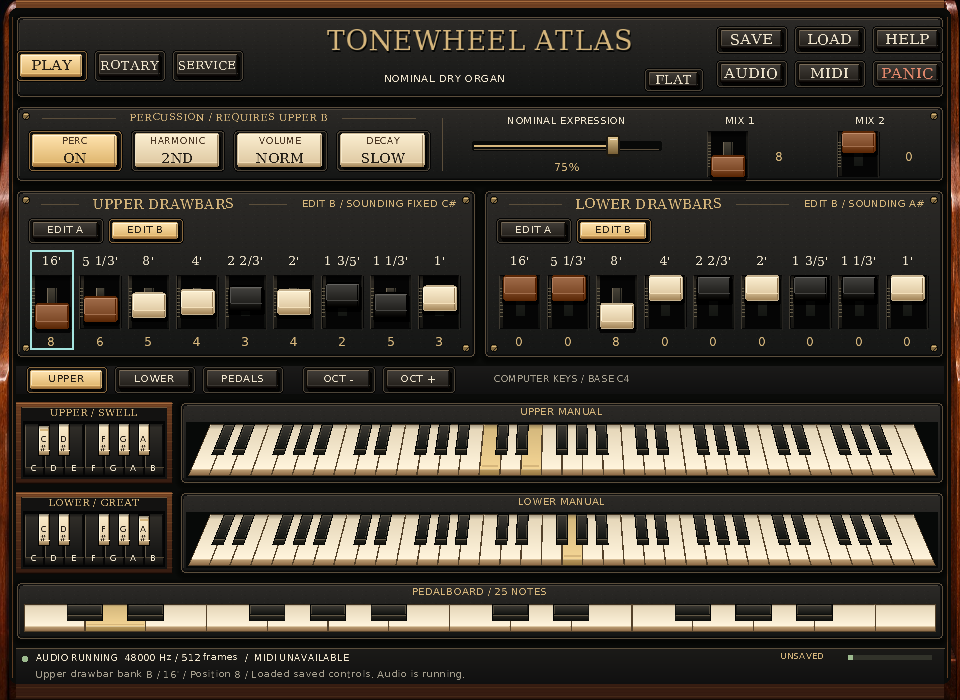 TONEWHEEL ATLAS
NOMINAL DRY ORGAN
PLAY ROTARY SERVICE
FLAT
SAVE LOAD HELP
AUDIO MIDI PANIC
PERCUSSION / REQUIRES UPPER B
PERC HARMONIC VOLUME DECAY
ON 2ND NORM SLOW
NOMINAL EXPRESSION
75%
MIX 1 MIX 2
8 0
UPPER DRAWBARS EDIT B / SOUNDING FIXED C#
EDIT A EDIT B
16' 5 1/3' 8' 4' 2 2/3' 2' 1 3/5' 1 1/3' 1'
8 6 5 4 3 4 2 5 3
LOWER DRAWBARS EDIT B / SOUNDING A#
EDIT A EDIT B
16' 5 1/3' 8' 4' 2 2/3' 2' 1 3/5' 1 1/3' 1'
0 0 8 0 0 0 0 0 0
UPPER LOWER PEDALS OCT - OCT + COMPUTER KEYS / BASE C4
UPPER / SWELL
C# D# F# G# A#
C D E F G A B
UPPER MANUAL
LOWER / GREAT
C# D# F# G# A#
C D E F G A B
LOWER MANUAL
PEDALBOARD / 25 NOTES
AUDIO RUNNING 48000 Hz / 512 frames / MIDI UNAVAILABLE
UNSAVED
Upper drawbar bank B / 16' / Position 8 / Loaded saved controls. Audio is running.